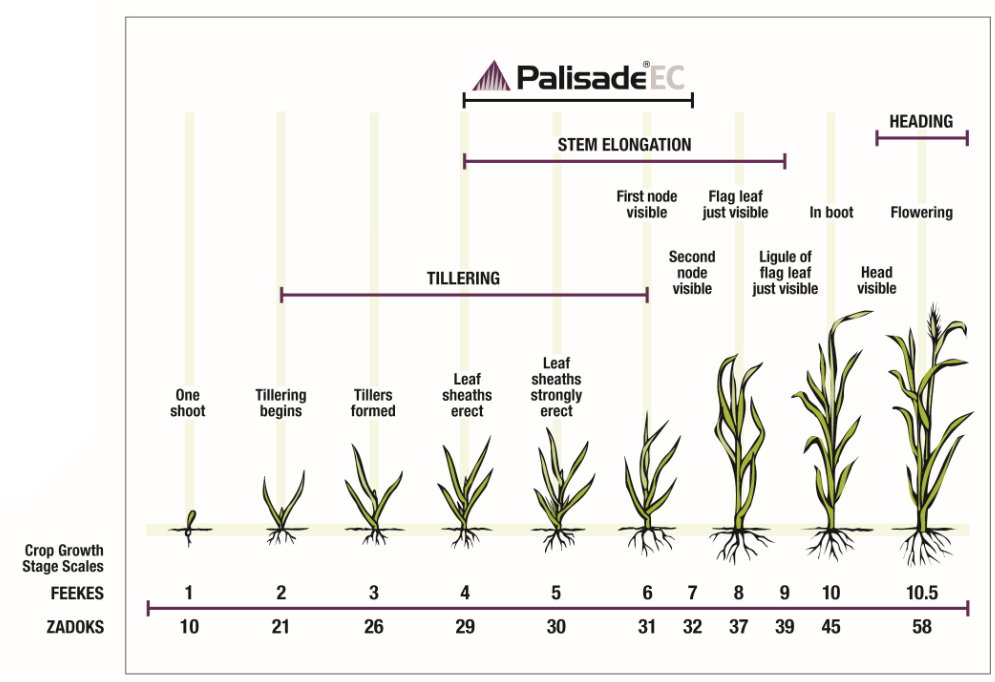 Palisade® EC
HEADING
STEM ELONGATION
First node
visible
Flag leaf
just visible
In boot
Flowering
Second
node
visible
Ligule of
flag leaf
just visible
Head
visible
TILLERING
One
shoot
Tillering
begins
Tillers
formed
Leaf
sheaths
erect
Leaf
sheaths
strongly
erect
Crop Growth
Stage Scales
FEEKES 1 2 3 4 5 6 7 8 9 10 10.5
ZADOKS 10 21 26 29 30 31 32 37 39 45 58